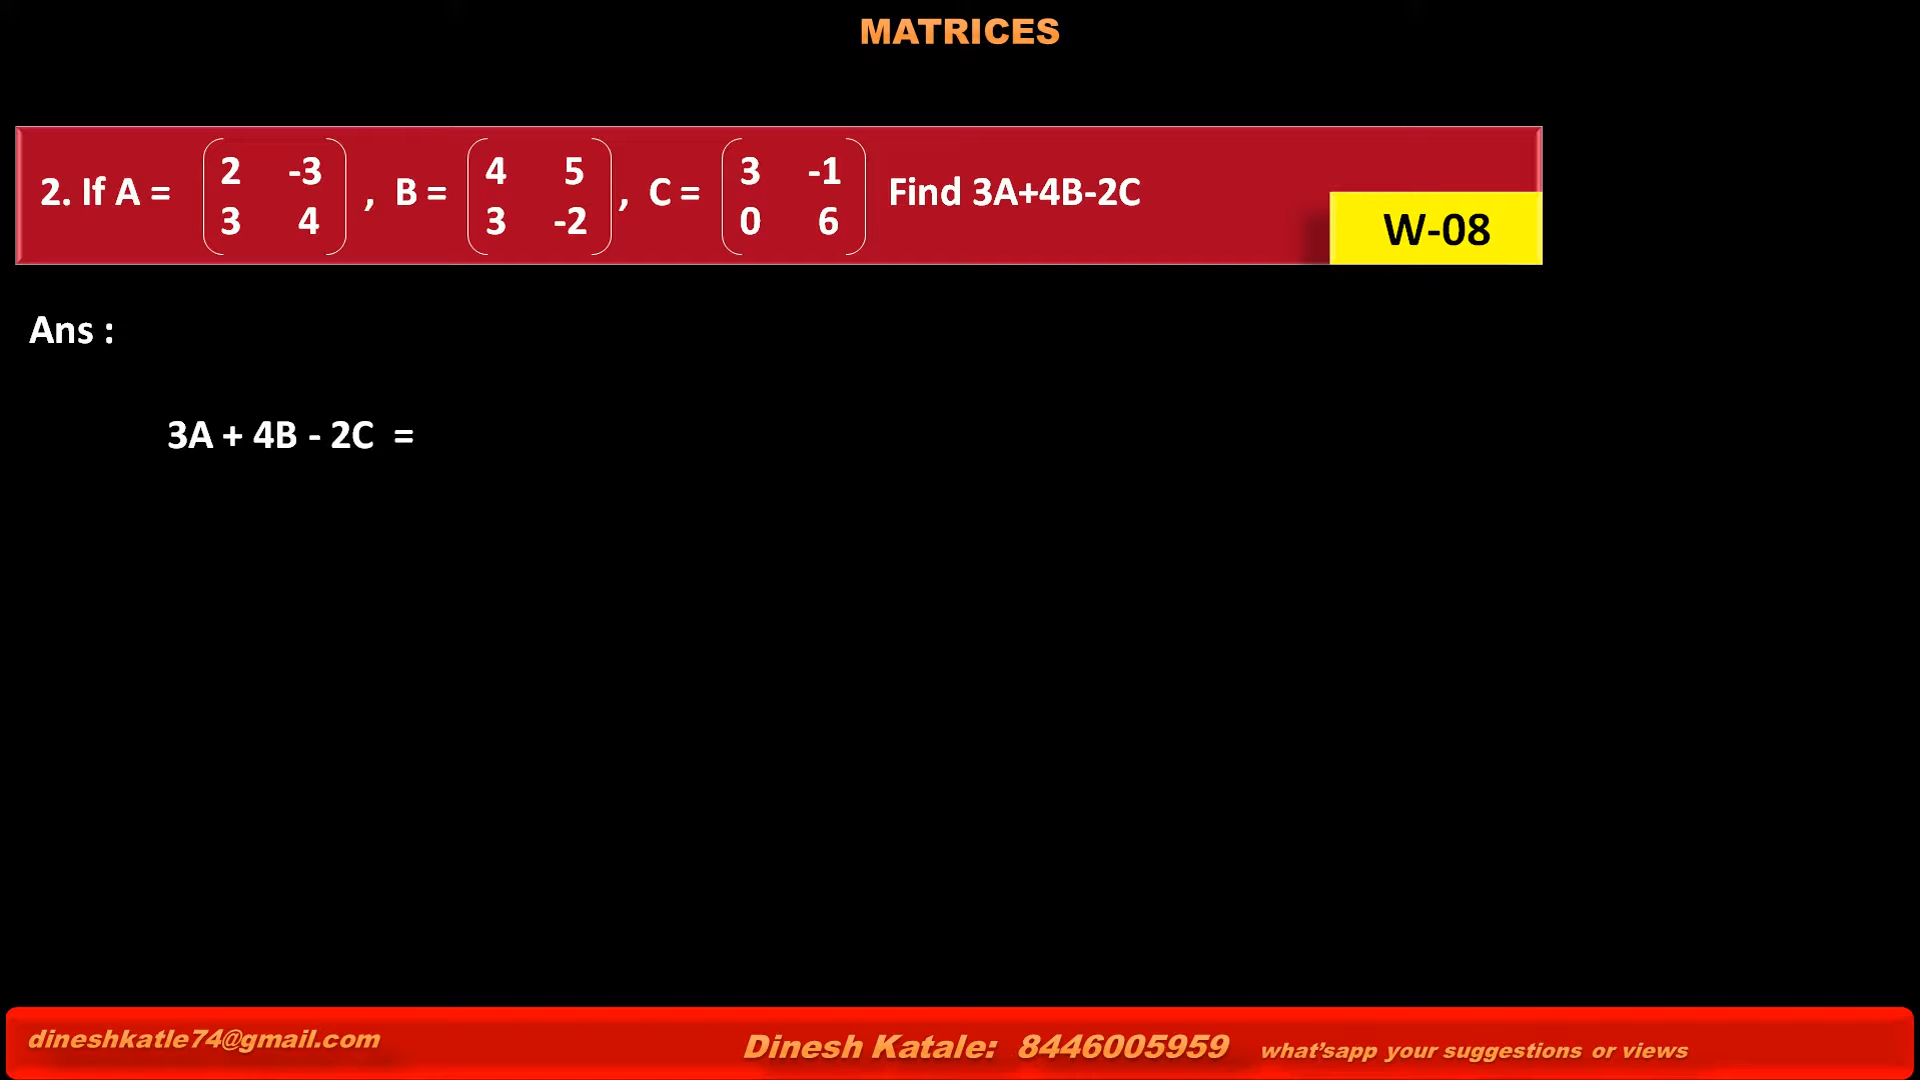 MATRICES
2. If A = 2 -3 3 4 , B = 4 5 3 -2 , C = 3 -1 0 6 Find 3A+4B-2C
W-08
Ans :
3A + 4B - 2C =
dineshkatle74@gmail.com Dinesh Katale: 8446005959 what'sapp your suggestions or views